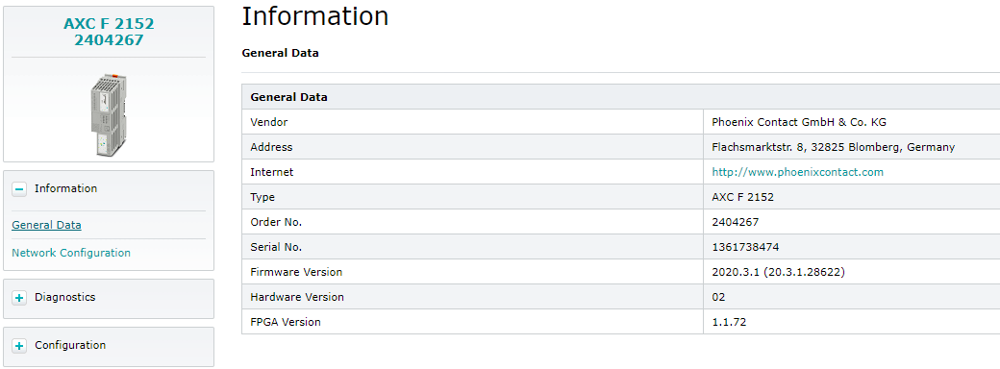 AXC F 2152
2404267
Information
General Data
Network Configuration
Diagnostics
Configuration
Information
General Data
General Data
Vendor Phoenix Contact GmbH & Co. KG
Address Flachsmarktstr. 8, 32825 Blomberg, Germany
Internet http://www.phoenixcontact.com
Type AXC F 2152
Order No. 2404267
Serial No. 1361738474
Firmware Version 2020.3.1 (20.3.1.28622)
Hardware Version 02
FPGA Version 1.1.72